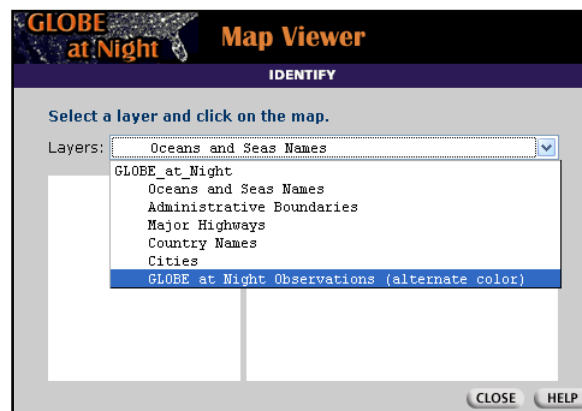 GLOBE
at Night
Map Viewer
IDENTIFY
Select a layer and click on the map.
Layers: Oceans and Seas Names
GLOBE_at_Night
Oceans and Seas Names
Administrative Boundaries
Major Highways
Country Names
Cities
GLOBE at Night Observations (alternate color)
CLOSE HELP